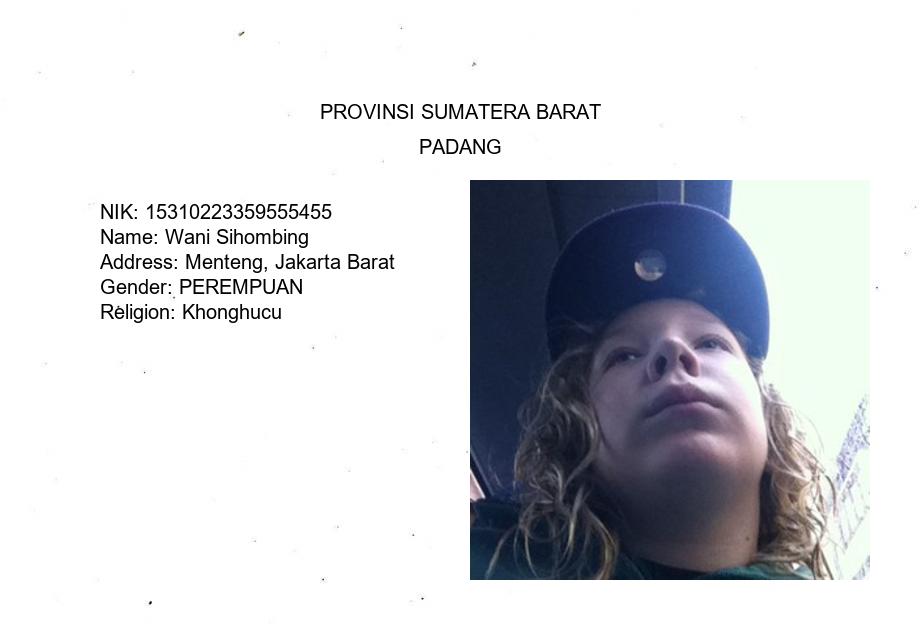 PROVINSI SUMATERA BARAT
PADANG
NIK: 15310223359555455
Name: Wani Sihombing
Address: Menteng, Jakarta Barat
Gender: PEREMPUAN
Religion: Khonghucu